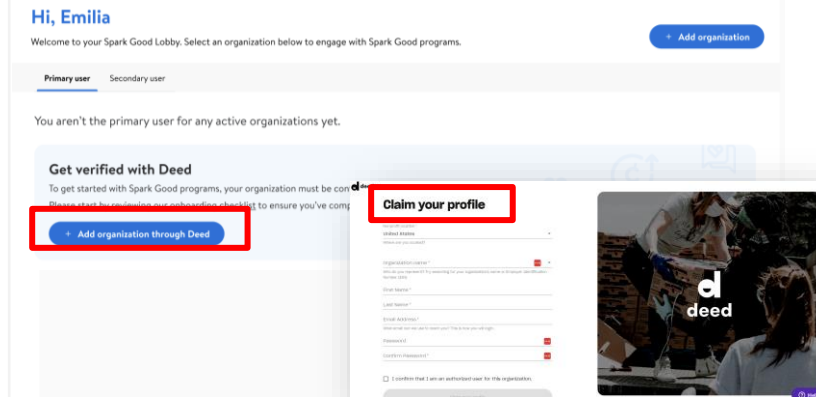 Hi, Emilia
Welcome to your Spark Good Lobby. Select an organization below to engage with Spark Good programs.
+ Add organization
Primary user
Secondary user
You aren't the primary user for any active organizations yet.
Get verified with Deed
To get started with Spark Good programs, your organization must be con
Please start by reviewing our onboarding checklist to ensure you've comp
+ Add organization through Deed
Claim your profile
United States
Where are you located?
Organization Name *
First Name *
Last Name *
Email Address *
Password
Confirm Password *
I confirm that I am an authorized user for this organization.
deed